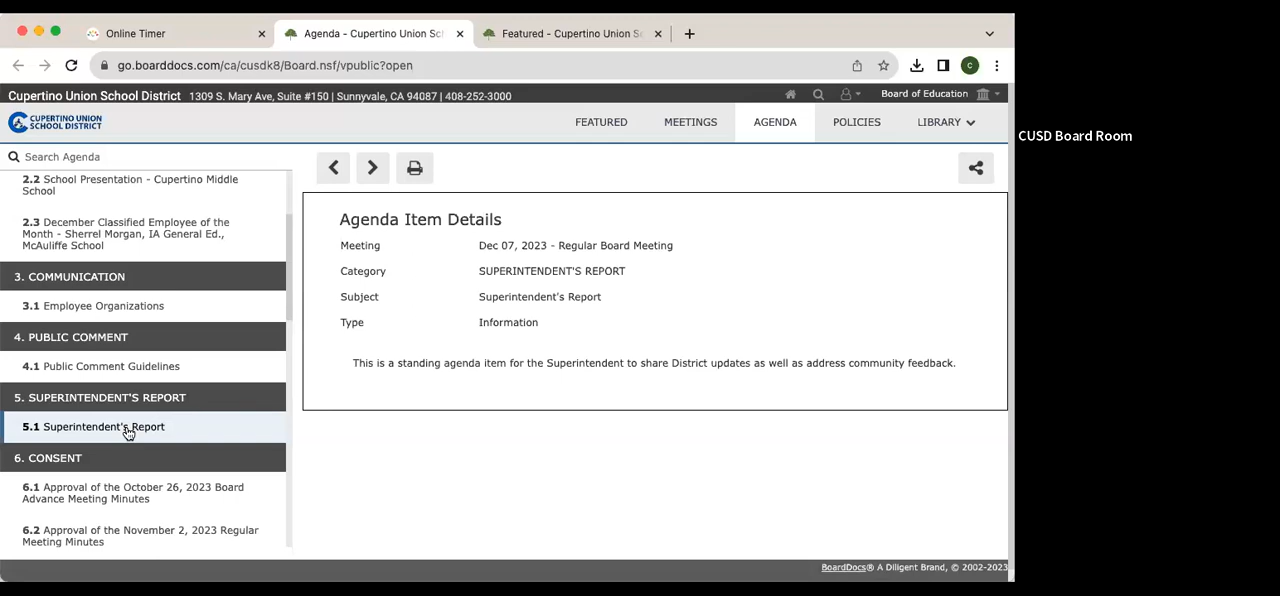 Online Timer
Agenda - Cupertino Union Sc
Featured - Cupertino Union S
go.boarddocs.com/ca/cusdk8/Board.nsf/vpublic?open
C
Cupertino Union School District 1309 S. Mary Ave, Suite #150 | Sunnyvale, CA 94087 | 408-252-3000
Board of Education
CUPERTINO UNION
SCHOOL DISTRICT
FEATURED
MEETINGS
AGENDA
POLICIES
LIBRARY
CUSD Board Room
Search Agenda
2.2 School Presentation - Cupertino Middle
School
2.3 December Classified Employee of the
Month - Sherrel Morgan, IA General Ed.,
McAuliffe School
3. COMMUNICATION
3.1 Employee Organizations
4. PUBLIC COMMENT
4.1 Public Comment Guidelines
5. SUPERINTENDENT'S REPORT
5.1 Superintendent's Report
6. CONSENT
6.1 Approval of the October 26, 2023 Board
Advance Meeting Minutes
6.2 Approval of the November 2, 2023 Regular
Meeting Minutes
Agenda Item Details
Meeting Dec 07, 2023 - Regular Board Meeting
Category SUPERINTENDENT'S REPORT
Subject Superintendent's Report
Type Information
This is a standing agenda item for the Superintendent to share District updates as well as address community feedback.
BoardDocs® A Diligent Brand, © 2002-2023